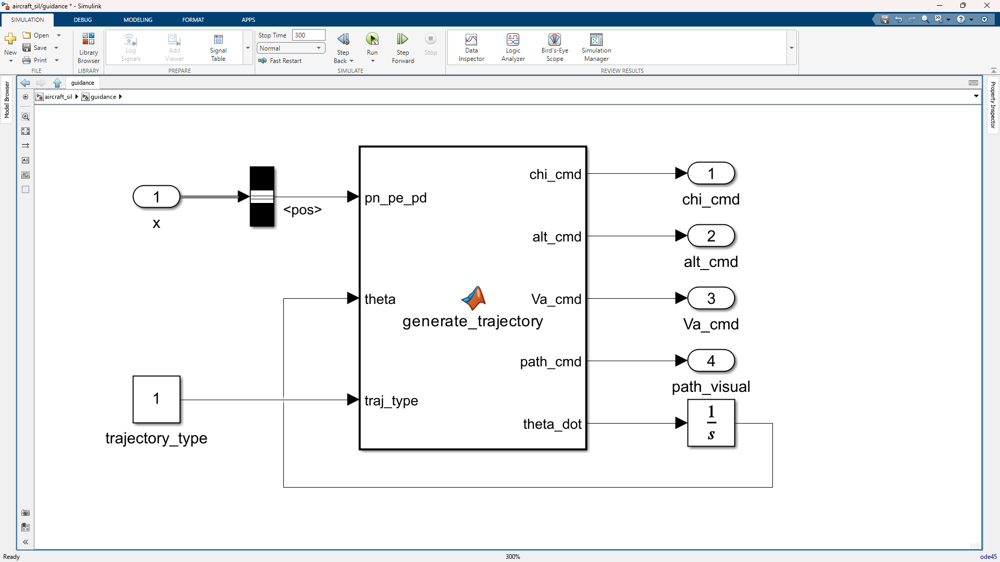 aircraft_sil/guidance * - Simulink
SIMULATION
DEBUG
MODELING
FORMAT
APPS
New
Open
Save
Print
FILE
Library
Browser
LIBRARY
Log
Signals
Add
Viewer
Signal
Table
PREPARE
Stop Time
300
Normal
Fast Restart
Step
Back
Run
Step
Forward
Stop
SIMULATE
Data
Inspector
Logic
Analyzer
Bird's-Eye
Scope
Simulation
Manager
REVIEW RESULTS
Model Browser
guidance
aircraft_sil
guidance
Property Inspector
1
x
<pos>
pn_pe_pd
theta
traj_type
generate_trajectory
1
trajectory_type
chi_cmd
alt_cmd
Va_cmd
path_cmd
theta_dot
1
chi_cmd
2
alt_cmd
3
Va_cmd
4
path_visual
1
s
Ready
300%
ode45